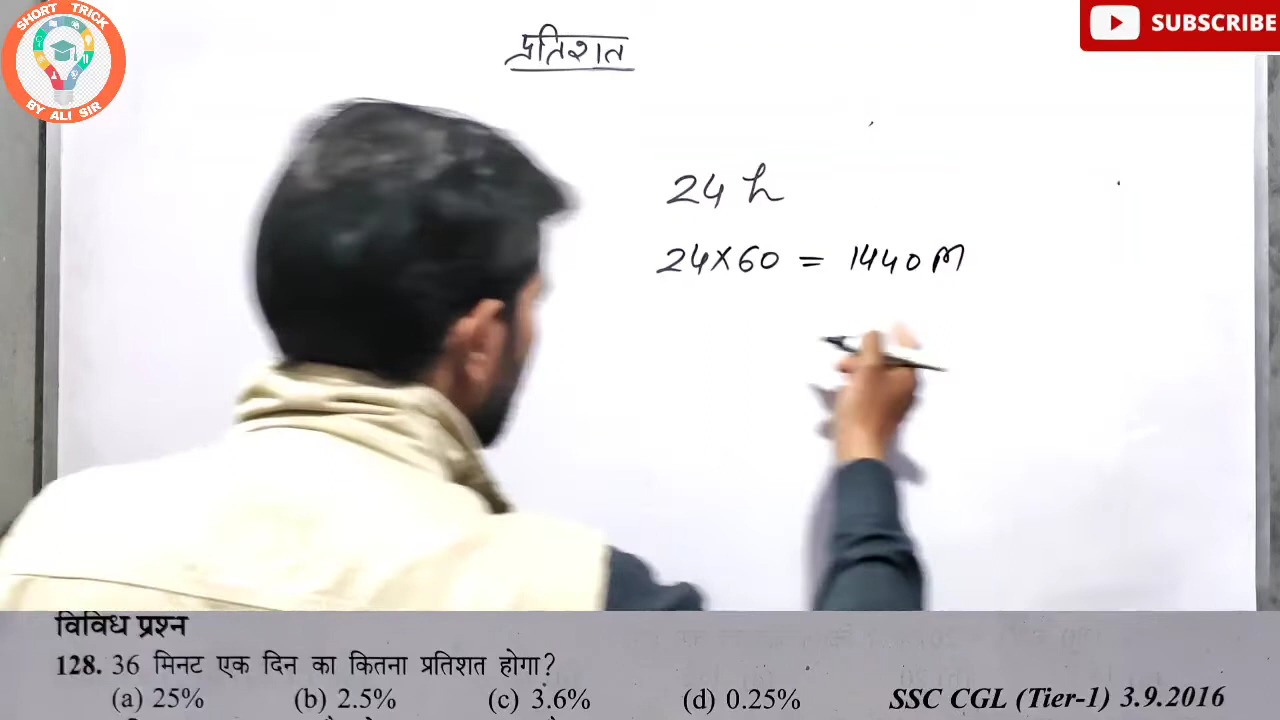 SHORT TRICK
BY ALI SIR
SUBSCRIBE
प्रतिशत
24 h
24×60 = 1440 M
विविध प्रश्न
128. 36 मिनट एक दिन का कितना प्रतिशत होगा?
(a) 25% (b) 2.5% (c) 3.6% (d) 0.25% SSC CGL (Tier-1) 3.9.2016